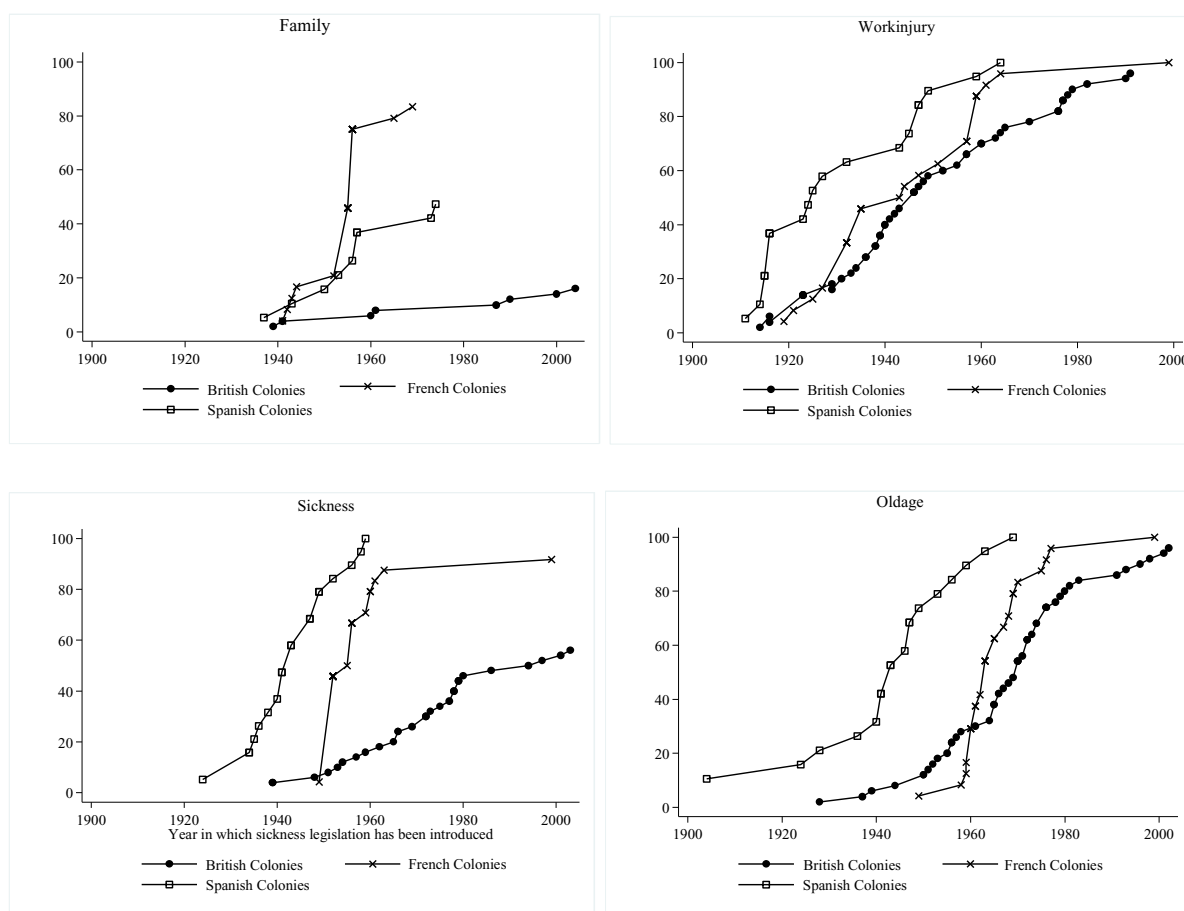 Family
100
80
60
40
20
0
1900 1920 1940 1960 1980 2000
British Colonies French Colonies
Spanish Colonies
Workinjury
100
80
60
40
20
0
1900 1920 1940 1960 1980 2000
British Colonies French Colonies
Spanish Colonies
Sickness
100
80
60
40
20
0
1900 1920 1940 1960 1980 2000
Year in which sickness legislation has been introduced
British Colonies French Colonies
Spanish Colonies
Oldage
100
80
60
40
20
0
1900 1920 1940 1960 1980 2000
British Colonies French Colonies
Spanish Colonies